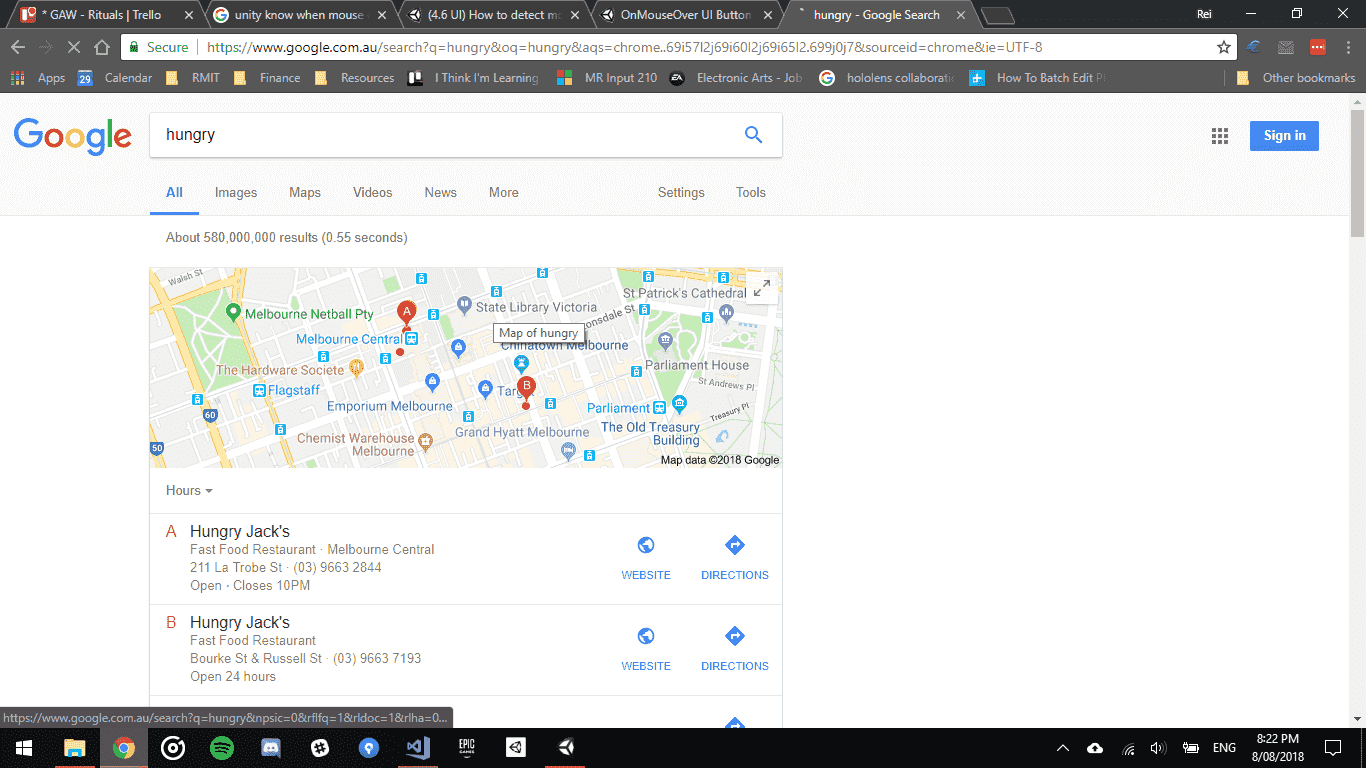 * GAW - Rituals | Trello
unity know when mouse
(4.6 UI) How to detect mo
OnMouseOver UI Button
hungry - Google Search
Rei
Secure
https://www.google.com.au/search?q=hungry&oq=hungry&aqs=chrome..69i57l2j69i60l2j69i65l2.699j0j7&sourceid=chrome&ie=UTF-8
Apps
29
Calendar
RMIT
Finance
Resources
I Think I'm Learning
MR Input 210
EA
Electronic Arts - Job
hololens collaborati
How To Batch Edit P
Other bookmarks
Google
hungry
Sign in
All
Images
Maps
Videos
News
More
Settings
Tools
About 580,000,000 results (0.55 seconds)
Walsh St
St Patrick's Cathedral
Melbourne Netball Pty
A
State Library Victoria
onsdale St
Melbourne Central
Map of hungry
Chinatown Melbourne
The Hardware Society
Parliament House
Flagstaff
B
Targ
St Andrews Pl
60
Emporium Melbourne
Parliament
Treasury Pl
The Old Treasury
Building
Chemist Warehouse
Melbourne
Grand Hyatt Melbourne
50
Map data ©2018 Google
Hours
A
Hungry Jack's
Fast Food Restaurant · Melbourne Central
211 La Trobe St · (03) 9663 2844
Open · Closes 10PM
WEBSITE
DIRECTIONS
B
Hungry Jack's
Fast Food Restaurant
Bourke St & Russell St · (03) 9663 7193
Open 24 hours
WEBSITE
DIRECTIONS
https://www.google.com.au/search?q=hungry&npsic=0&rflfq=1&rldoc=1&rlha=0...
EPIC
GAMES
ENG
8:22 PM
8/08/2018